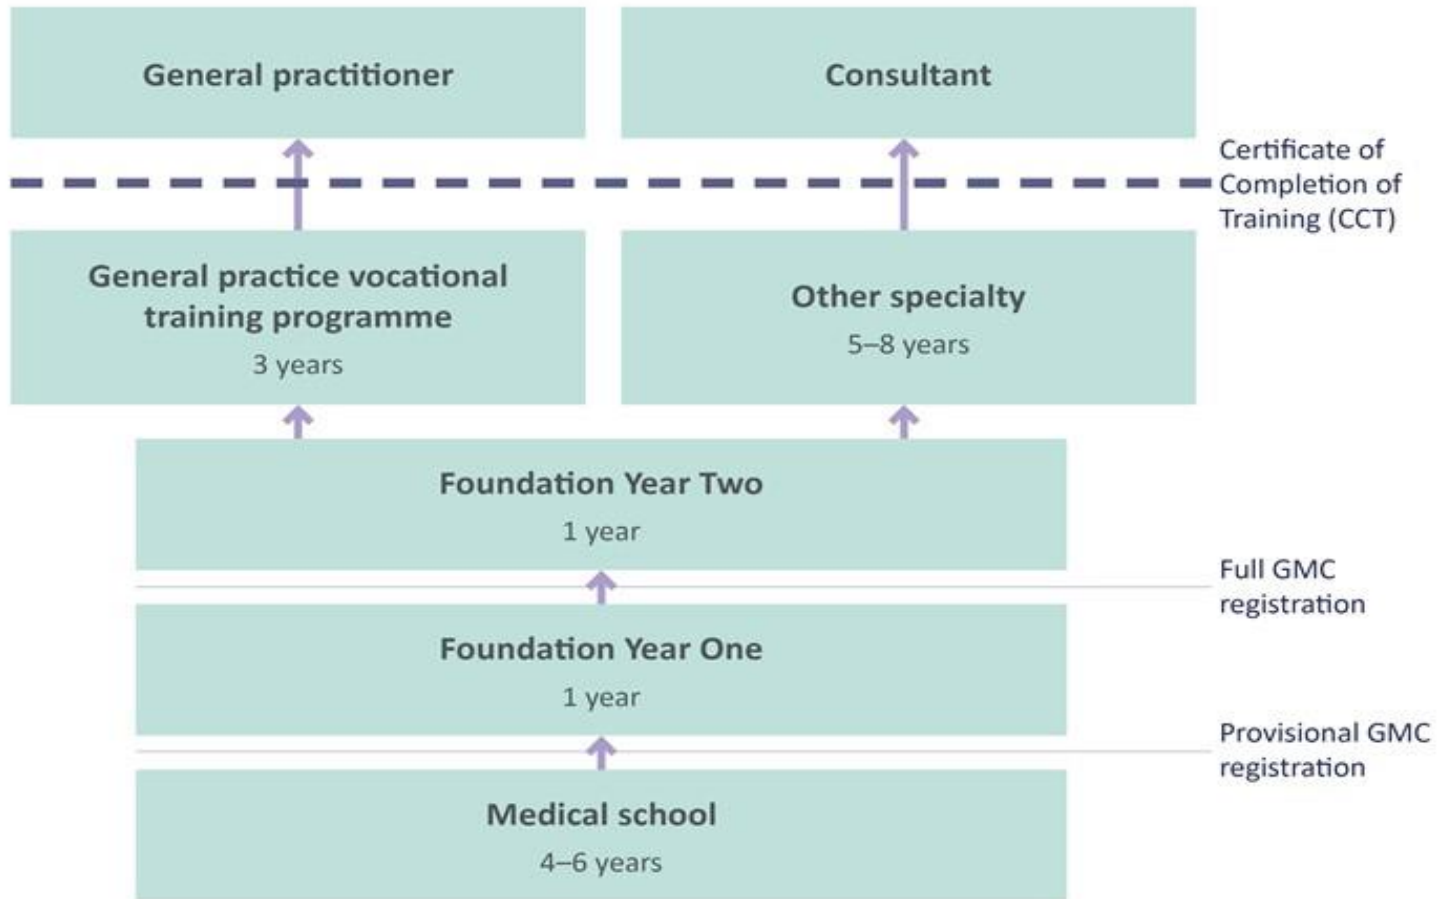 General practitioner
Consultant
Certificate of
Completion of
Training (CCT)
General practice vocational
training programme
3 years
Other specialty
5–8 years
Foundation Year Two
1 year
Full GMC
registration
Foundation Year One
1 year
Provisional GMC
registration
Medical school
4–6 years